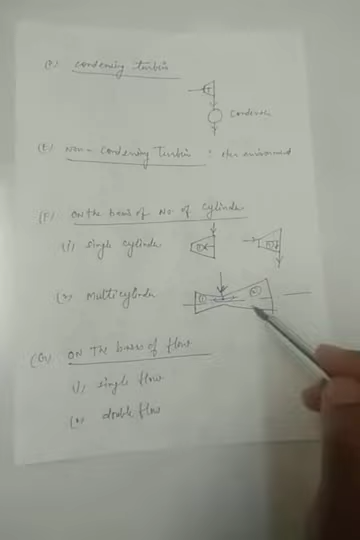 (D) condensing turbine
T
Condenser
(E) Non-Condensing Turbine : the environment
(F) ON the basis of No of cylinder
(1) single cylinder
(2) Multicylinder
(G) ON The basis of flow
(1) single flow
(2) double flow